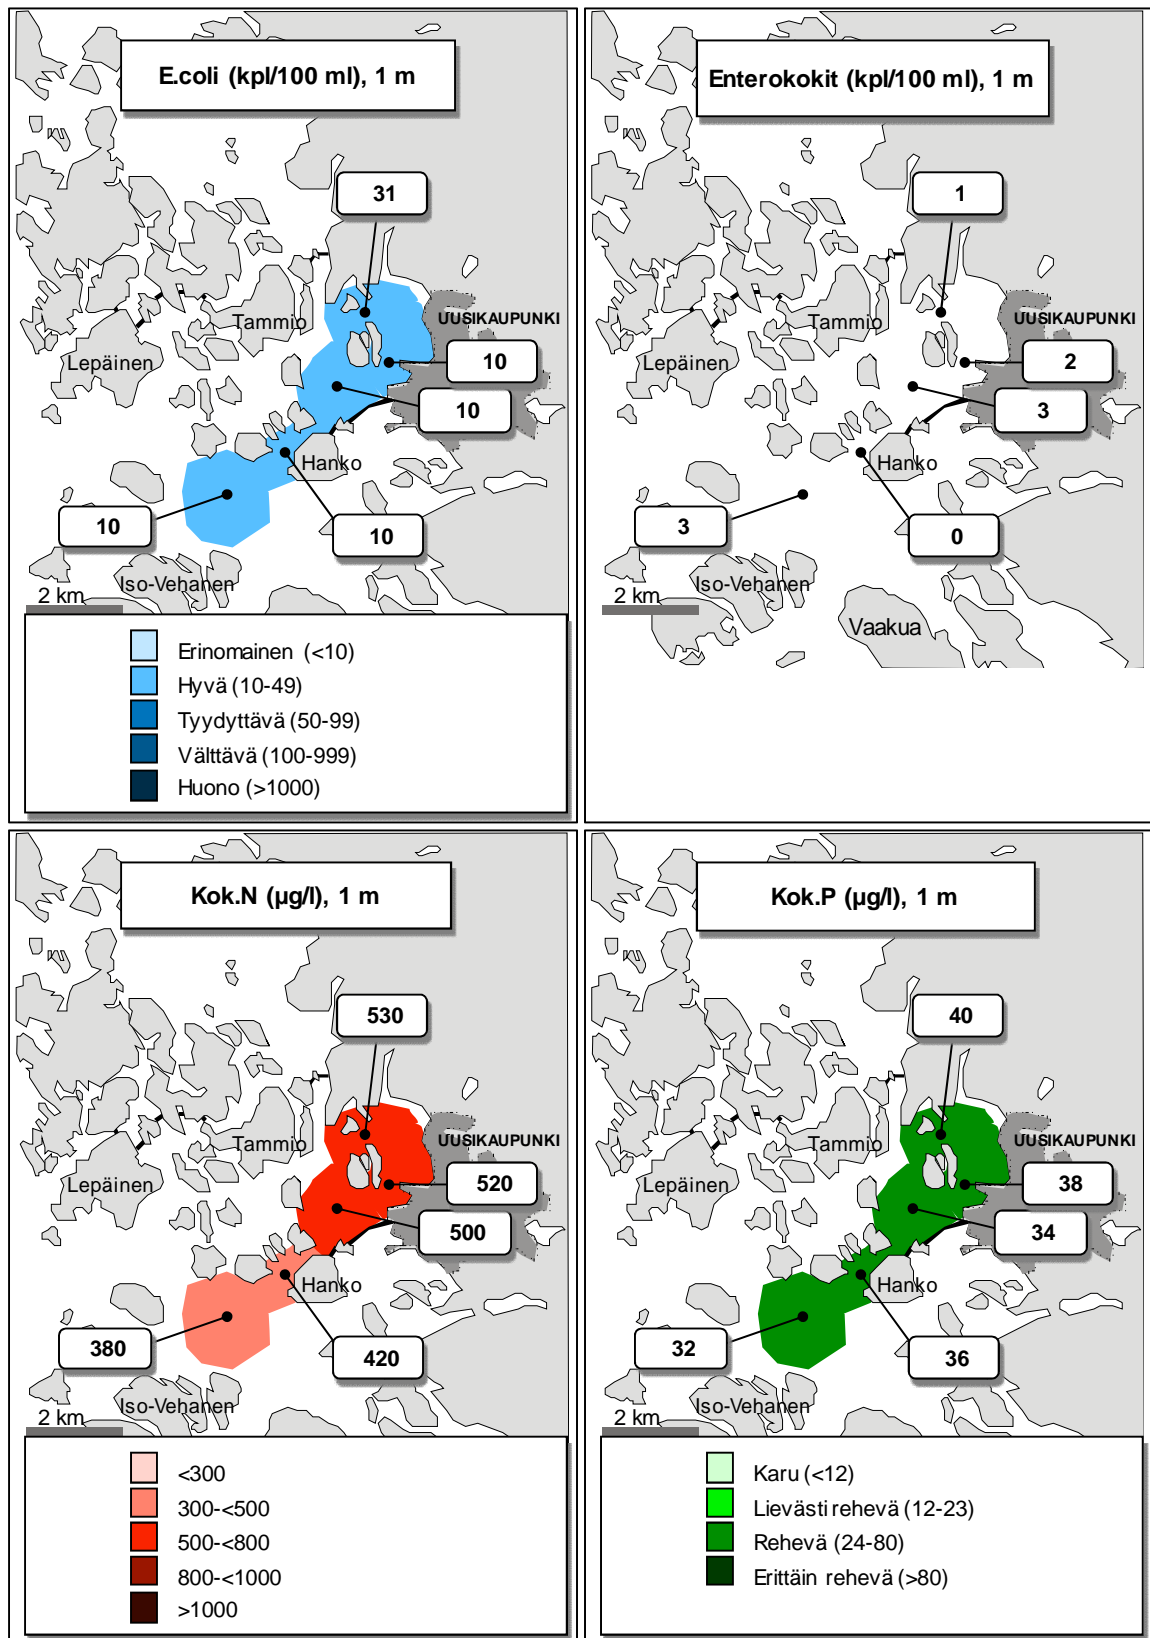 E.coli (kpl/100 ml), 1 m
31
Tammio
UUSIKAUPUNKI
Lepäinen
10
10
Hanko
10
10
Iso-Vehanen
2 km
Erinomainen (<10)
Hyvä (10-49)
Tyydyttävä (50-99)
Välttävä (100-999)
Huono (>1000)
Enterokokit (kpl/100 ml), 1 m
1
Tammio
UUSIKAUPUNKI
Lepäinen
2
3
Hanko
3
0
Iso-Vehanen
2 km
Vaakua
Kok.N (µg/l), 1 m
530
Tammio
UUSIKAUPUNKI
Lepäinen
520
500
Hanko
380
420
Iso-Vehanen
2 km
<300
300-<500
500-<800
800-<1000
>1000
Kok.P (µg/l), 1 m
40
Tammio
UUSIKAUPUNKI
Lepäinen
38
34
Hanko
32
36
Iso-Vehanen
2 km
Karu (<12)
Lievästi rehevä (12-23)
Rehevä (24-80)
Erittäin rehevä (>80)